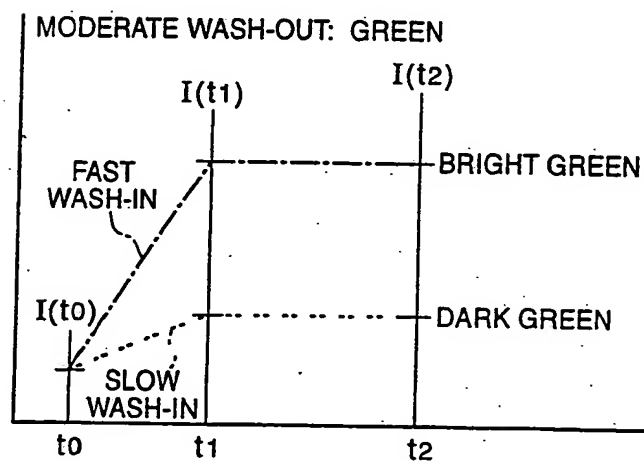 MODERATE WASH-OUT: GREEN
I(t1)
I(t2)
FAST
WASH-IN
BRIGHT GREEN
I(t0)
DARK GREEN
SLOW
WASH-IN
t0
t1
t2